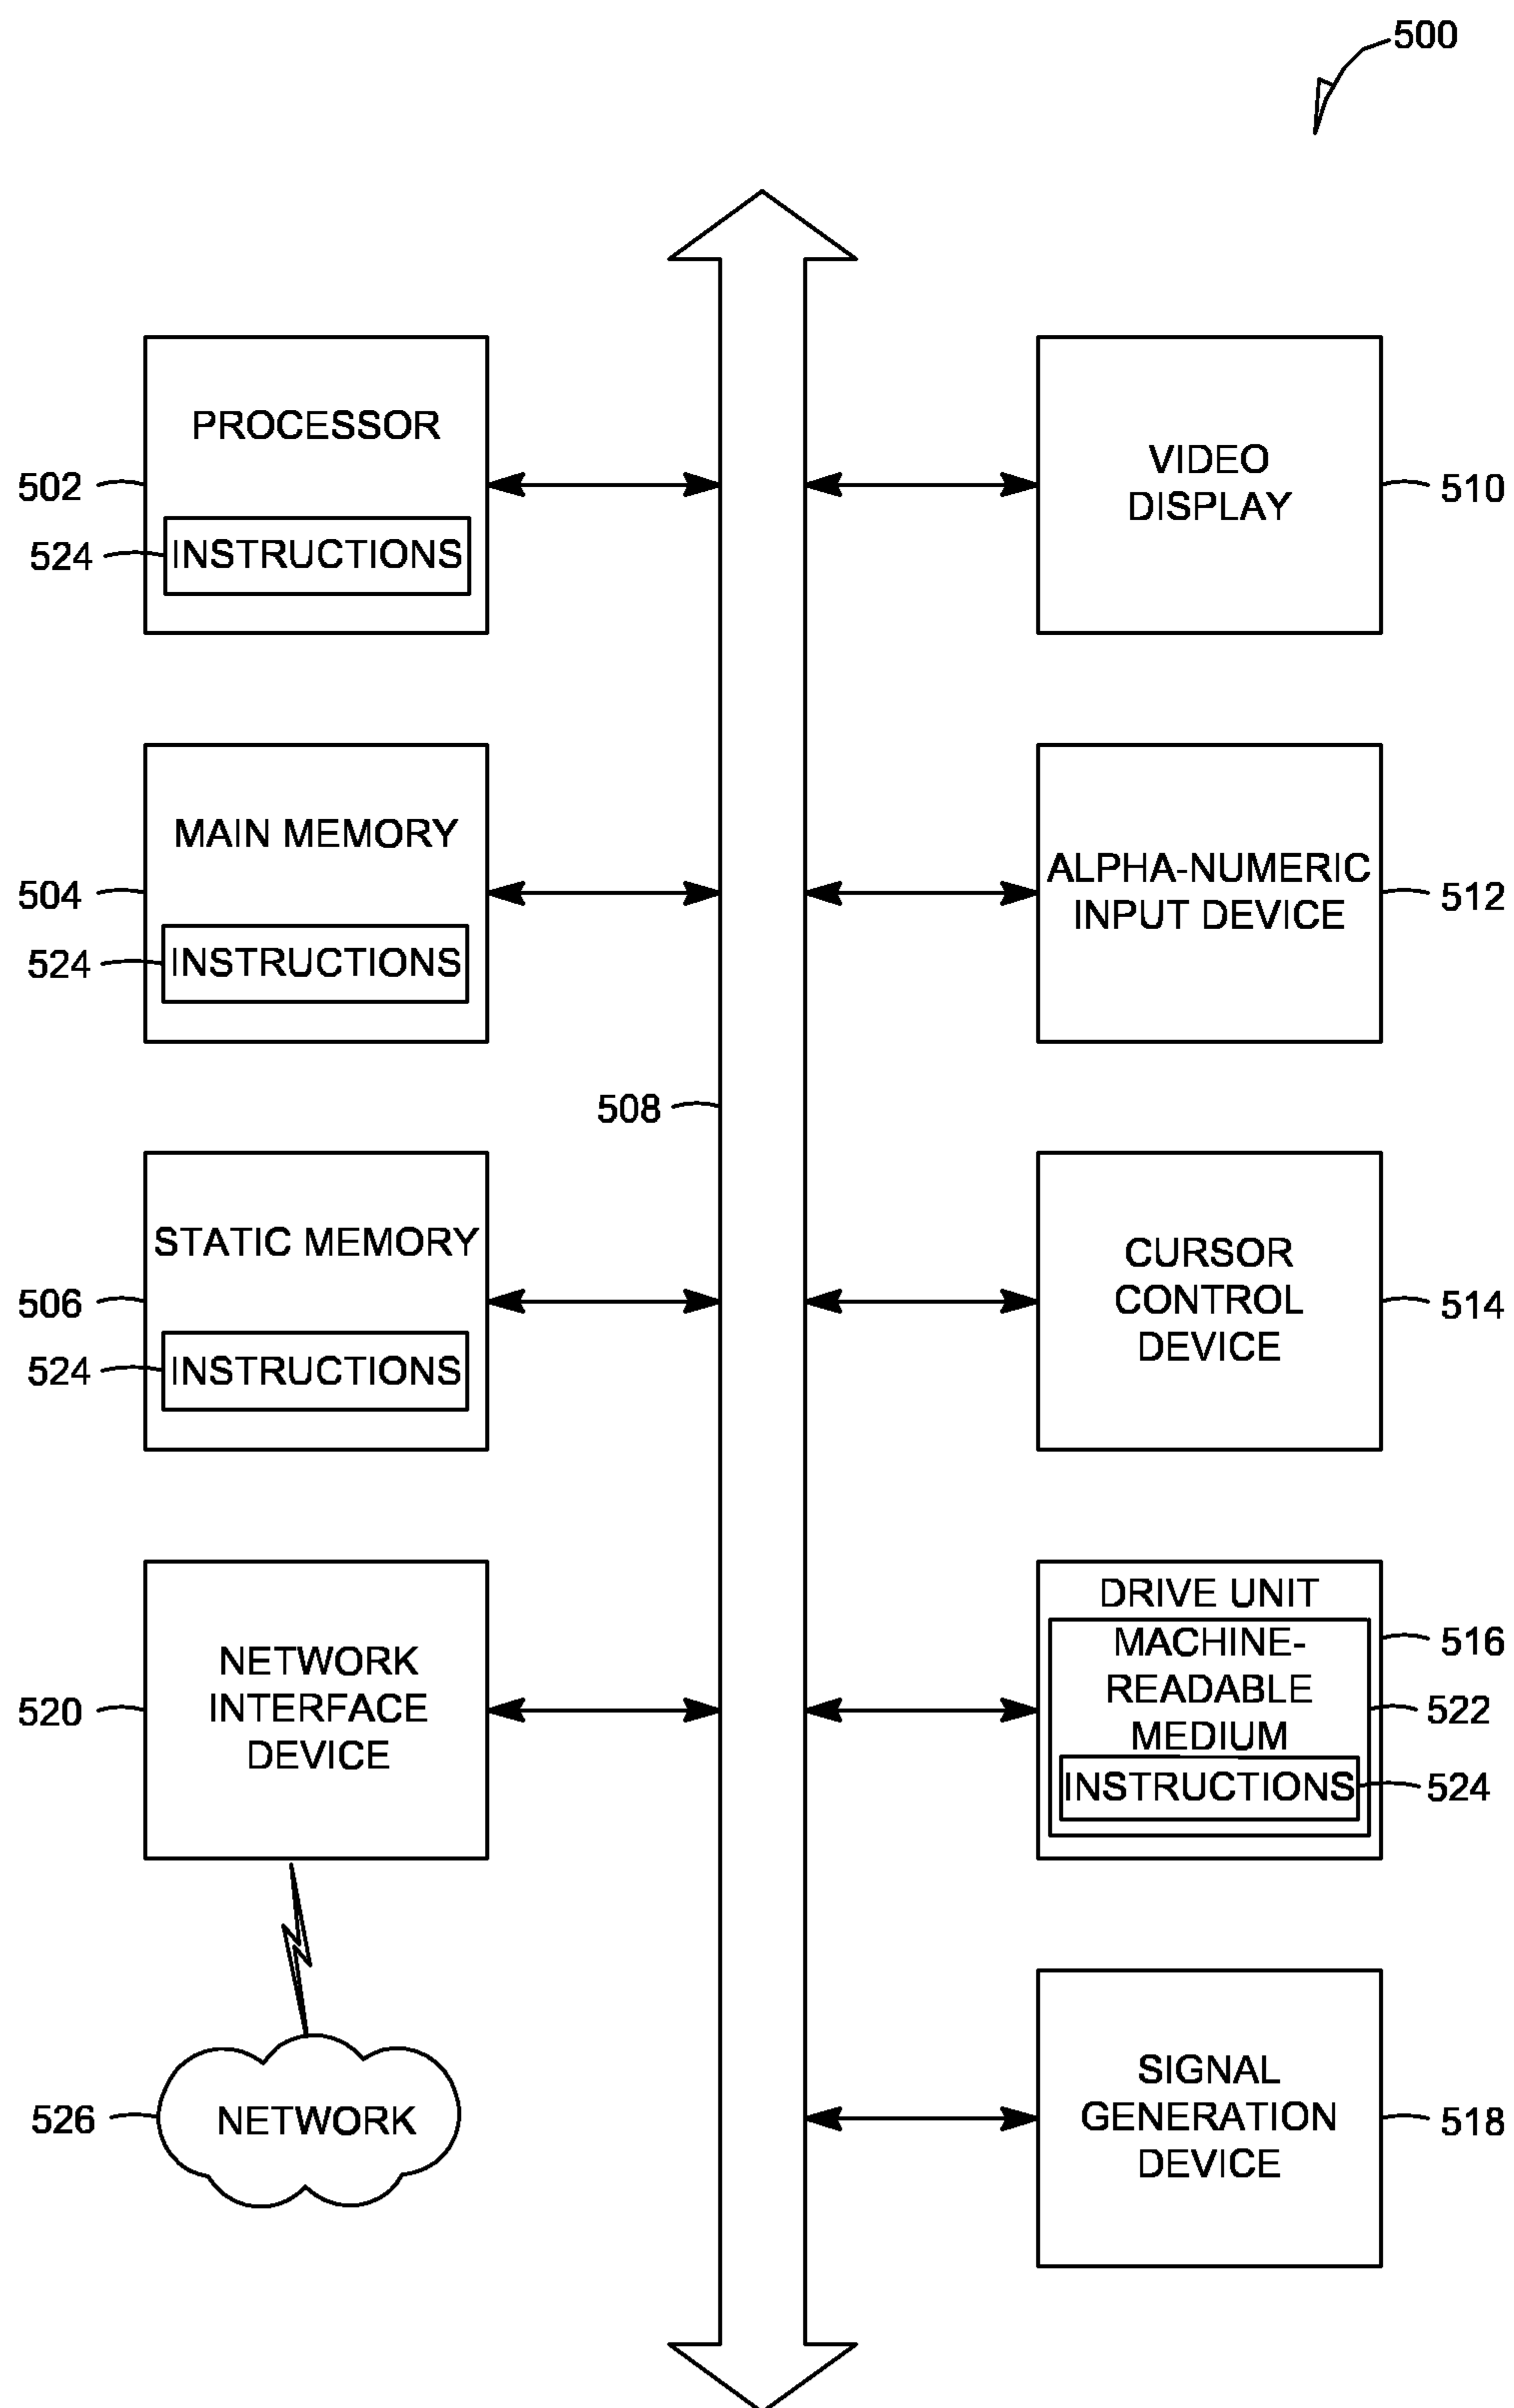 500
PROCESSOR
502
524
INSTRUCTIONS
VIDEO
DISPLAY
510
MAIN MEMORY
504
524
INSTRUCTIONS
ALPHA-NUMERIC
INPUT DEVICE
512
508
STATIC MEMORY
506
524
INSTRUCTIONS
CURSOR
CONTROL
DEVICE
514
NETWORK
INTERFACE
DEVICE
520
DRIVE UNIT
516
MACHINE-
READABLE
MEDIUM
522
INSTRUCTIONS
524
526
NETWORK
SIGNAL
GENERATION
DEVICE
518